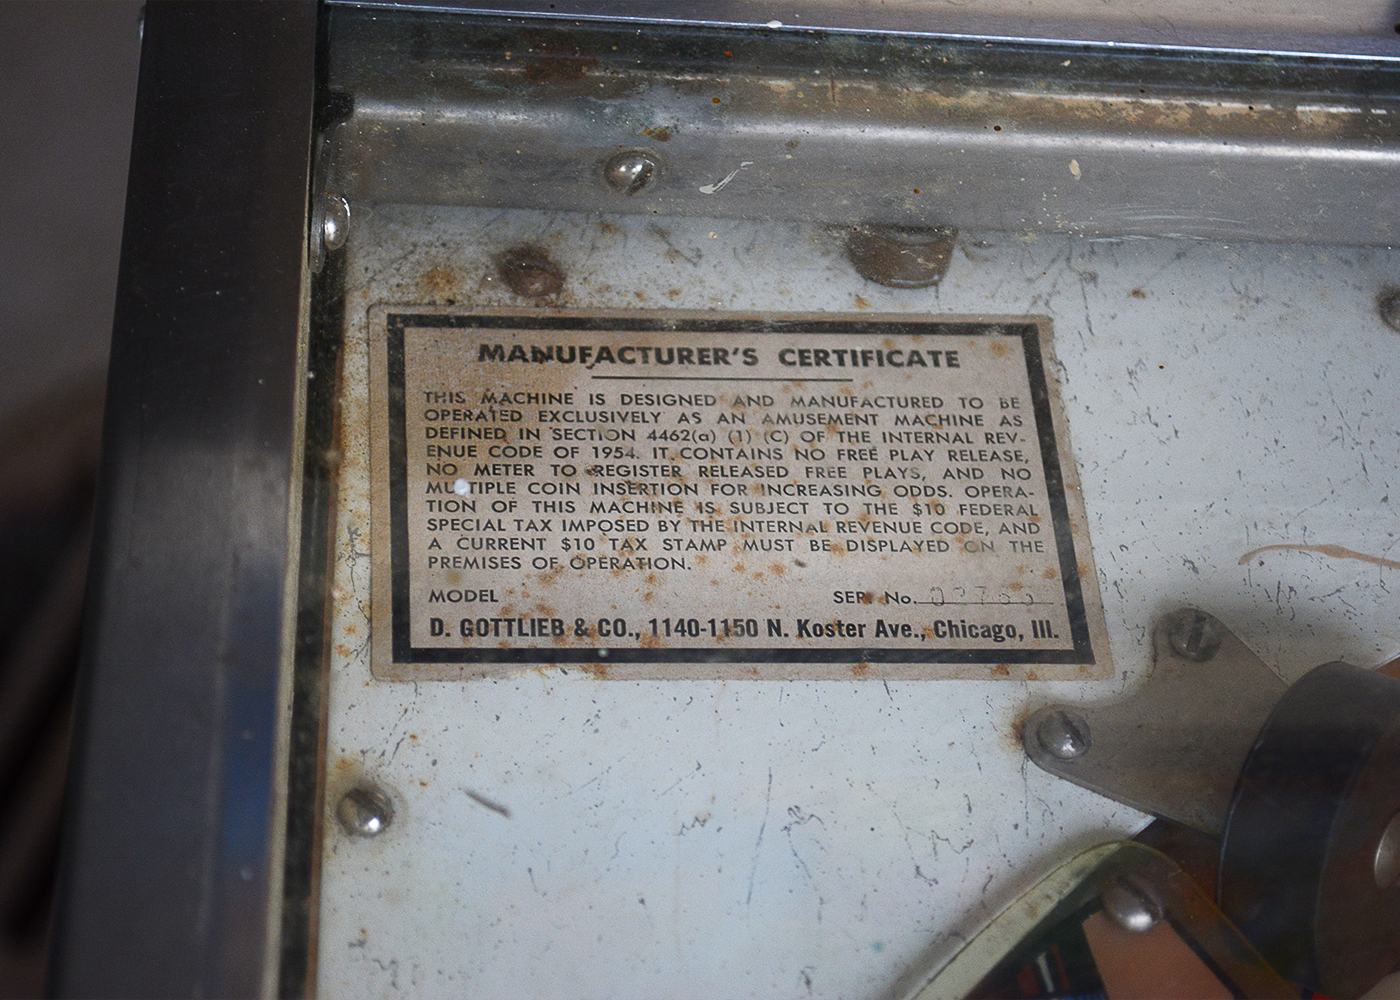 MANUFACTURER'S CERTIFICATE
THIS MACHINE IS DESIGNED AND MANUFACTURED TO BE
OPERATED EXCLUSIVELY AS AN AMUSEMENT MACHINE AS
DEFINED IN SECTION 4462(a) (1) (C) OF THE INTERNAL REV-
ENUE CODE OF 1954. IT CONTAINS NO FREE PLAY RELEASE,
NO METER TO REGISTER RELEASED FREE PLAYS, AND NO
MULTIPLE COIN INSERTION FOR INCREASING ODDS. OPERA-
TION OF THIS MACHINE IS SUBJECT TO THE $10 FEDERAL
SPECIAL TAX IMPOSED BY THE INTERNAL REVENUE CODE, AND
A CURRENT $10 TAX STAMP MUST BE DISPLAYED ON THE
PREMISES OF OPERATION.
MODEL SER. No.
D. GOTTLIEB & CO., 1140-1150 N. Koster Ave., Chicago, Ill.